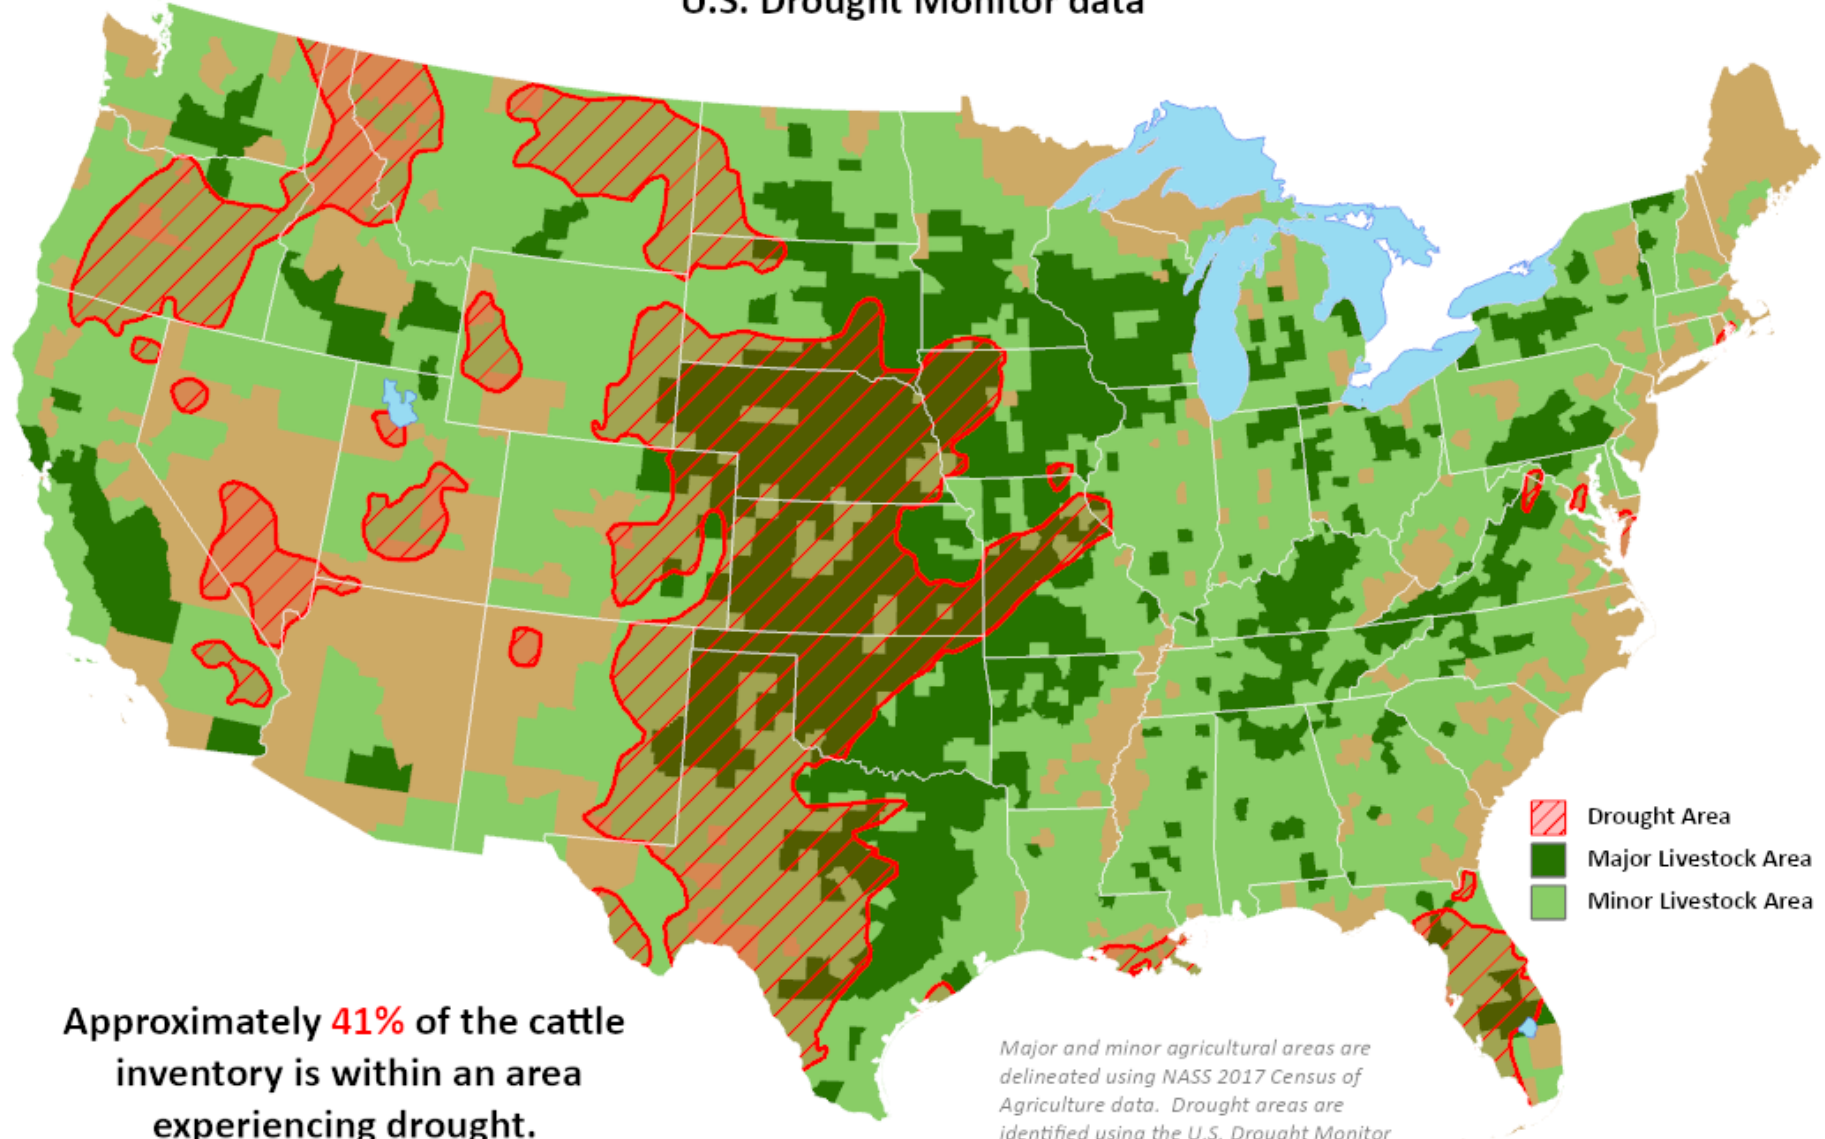 U.S. Drought Monitor data
Drought Area
Major Livestock Area
Minor Livestock Area
Approximately 41% of the cattle
inventory is within an area
experiencing drought.
Major and minor agricultural areas are
delineated using NASS 2017 Census of
Agriculture data. Drought areas are
identified using the U.S. Drought Monitor